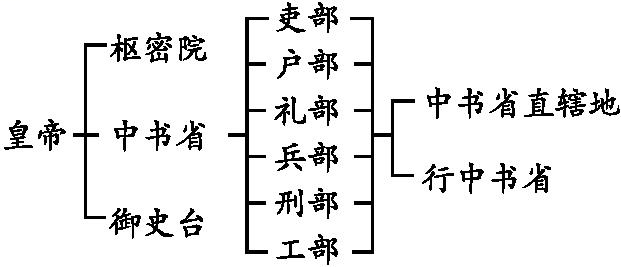 皇帝
枢密院
中书省
御史台
吏部
户部
礼部
兵部
刑部
工部
中书省直辖地
行中书省